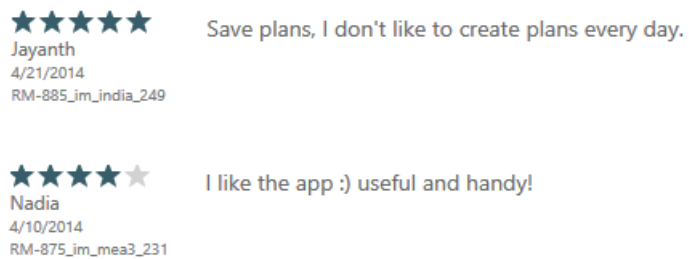 Save plans, I don't like to create plans every day.
Jayanth
4/21/2014
RM-885_im_india_249
I like the app :) useful and handy!
Nadia
4/10/2014
RM-875_im_mea3_231